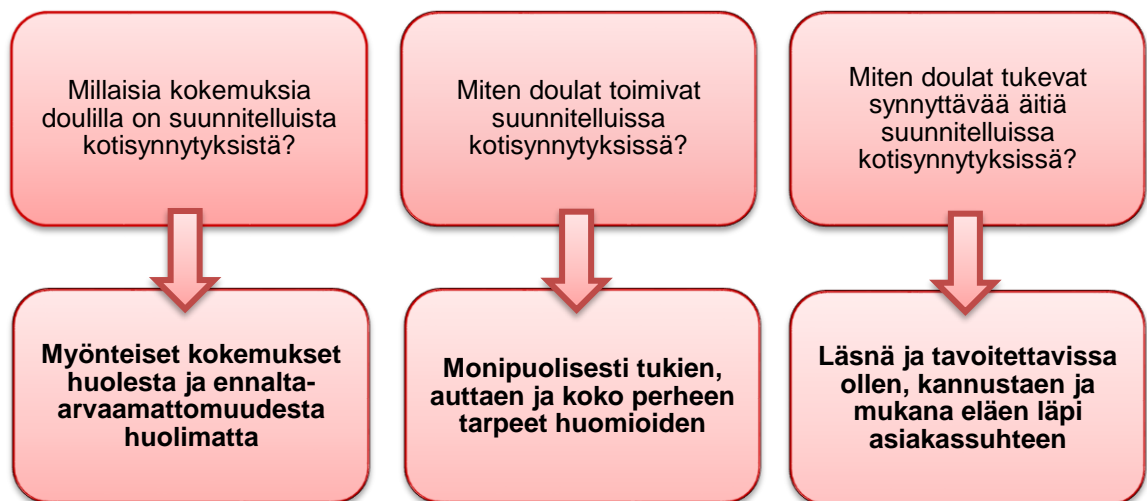 Millaisia kokemuksia
doulilla on suunnitelluista
kotisynnytyksistä?
Miten doulat toimivat
suunnitelluissa
kotisynnytyksissä?
Miten doulat tukevat
synnyttävää äitiä
suunnitelluissa
kotisynnytyksissä?
Myönteiset kokemukset
huolesta ja ennalta-
arvaamattomuudesta
huolimatta
Monipuolisesti tukien,
auttaen ja koko perheen
tarpeet huomioiden
Läsnä ja tavoitettavissa
ollen, kannustaen ja
mukana eläen läpi
asiakassuhteen